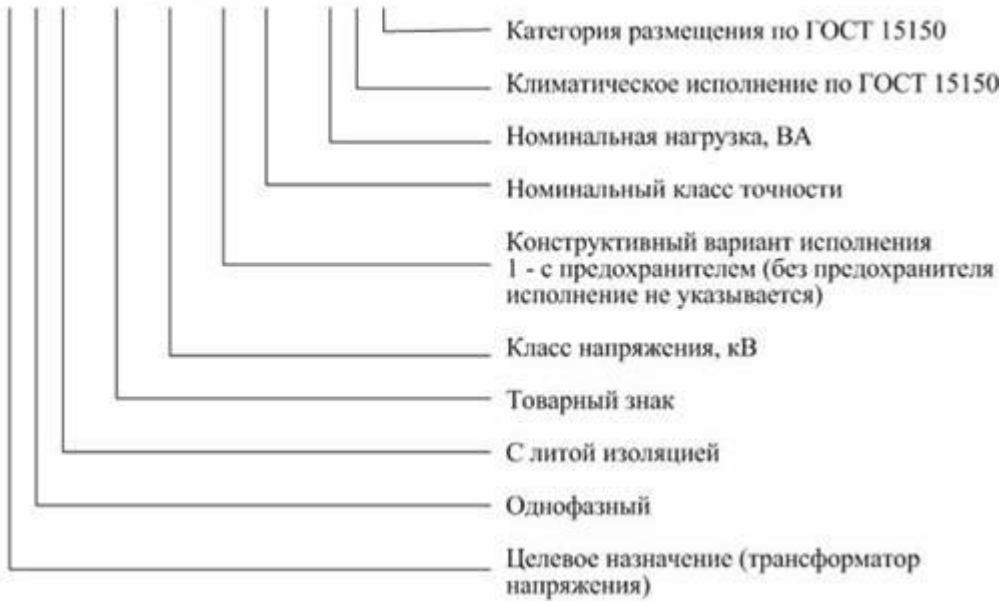 Категория размещения по ГОСТ 15150
Климатическое исполнение по ГОСТ 15150
Номинальная нагрузка, ВА
Номинальный класс точности
Конструктивный вариант исполнения
1 - с предохранителем (без предохранителя
исполнение не указывается)
Класс напряжения, кВ
Товарный знак
С литой изоляцией
Однофазный
Целевое назначение (трансформатор
напряжения)